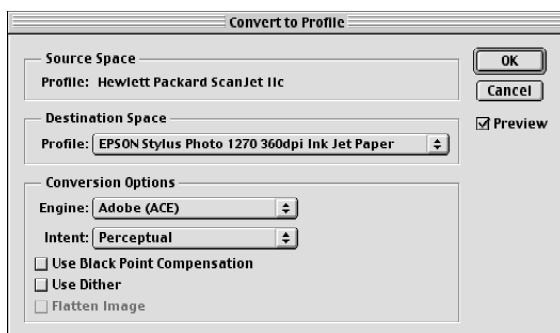 Convert to Profile
Source Space
Profile: Hewlett Packard ScanJet IIc
Destination Space
Profile: EPSON Stylus Photo 1270 360dpi Ink Jet Paper
Conversion Options
Engine: Adobe (ACE)
Intent: Perceptual
Use Black Point Compensation
Use Dither
Flatten Image
OK
Cancel
Preview